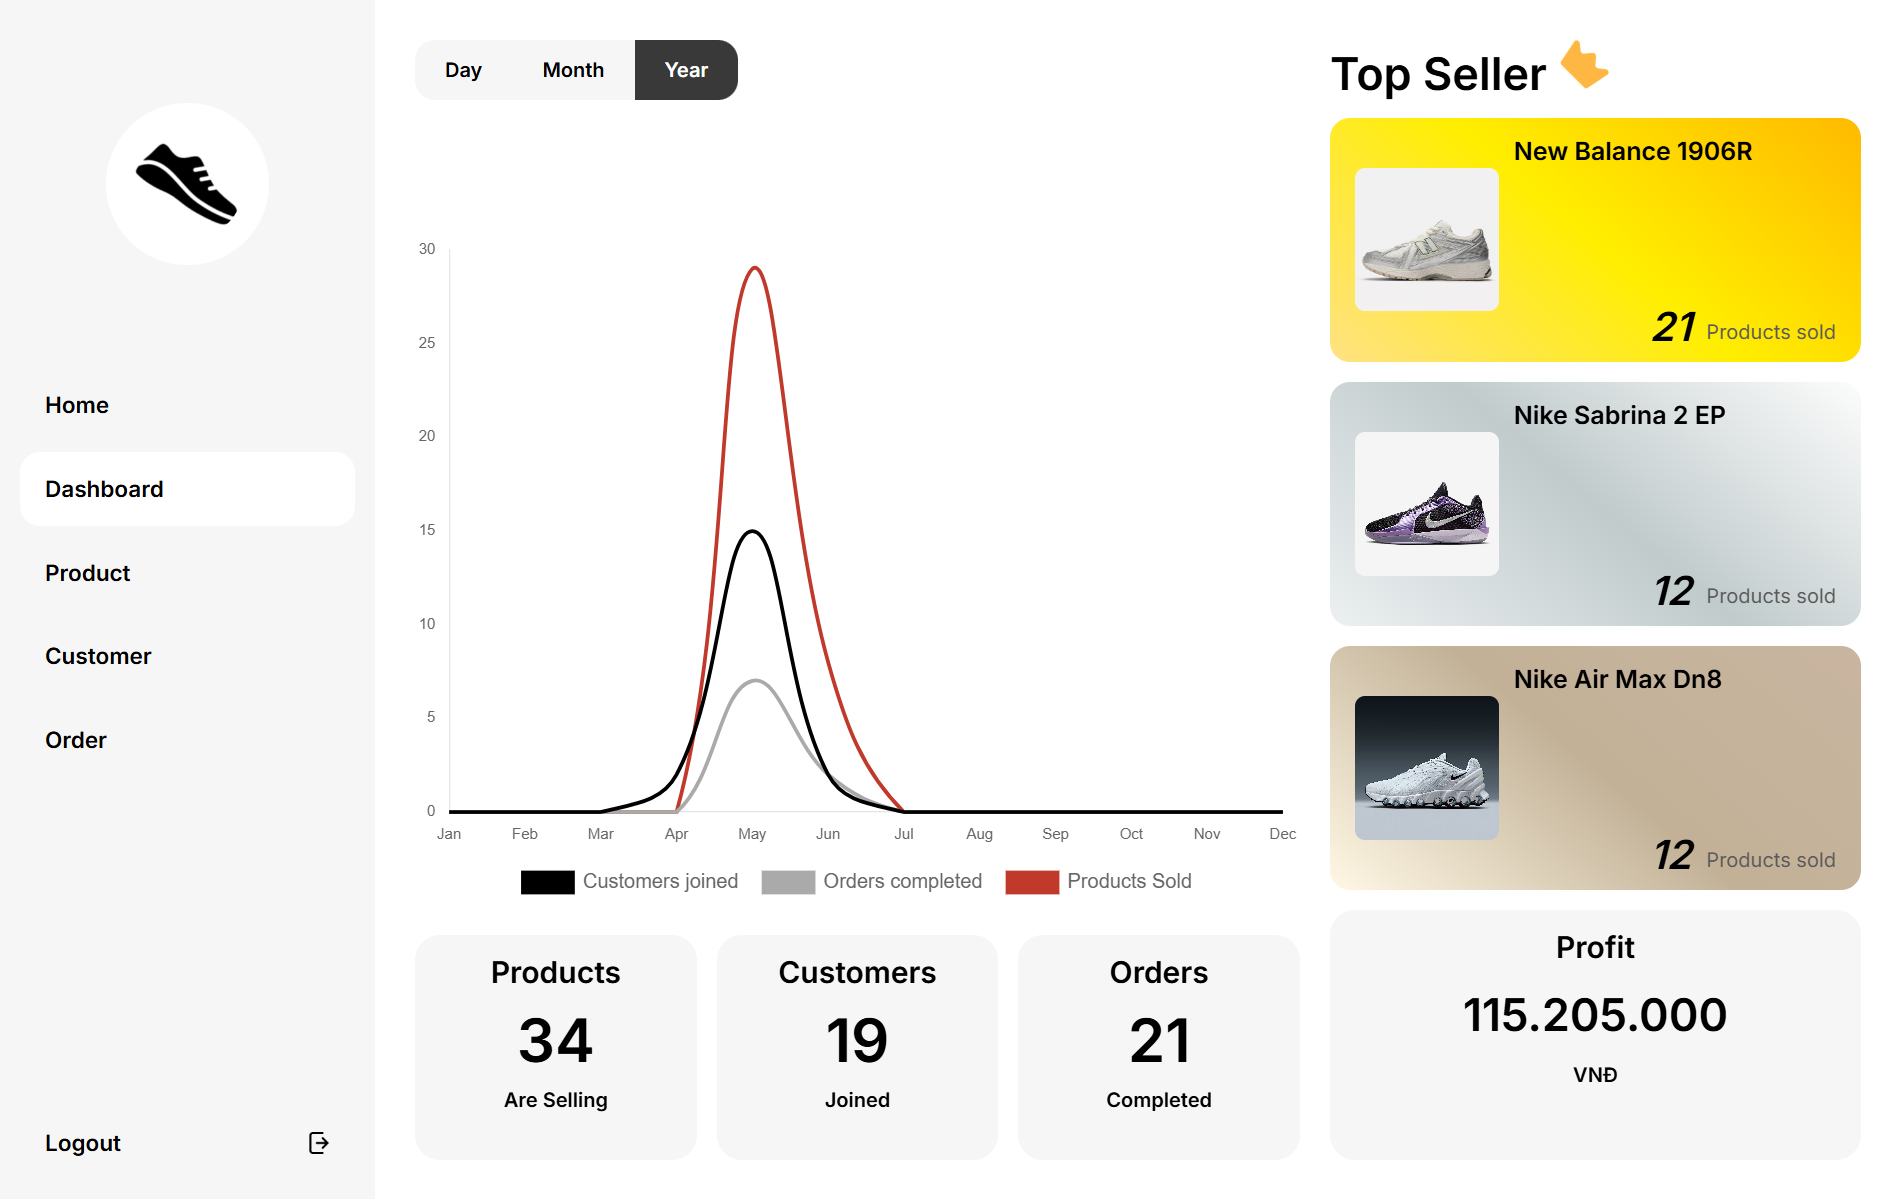 Home
Dashboard
Product
Customer
Order
Logout
Day Month Year
30
25
20
15
10
5
0
Jan Feb Mar Apr May Jun Jul Aug Sep Oct Nov Dec
Customers joined Orders completed Products Sold
Products
34
Are Selling
Customers
19
Joined
Orders
21
Completed
Top Seller
New Balance 1906R
21 Products sold
Nike Sabrina 2 EP
12 Products sold
Nike Air Max Dn8
12 Products sold
Profit
115.205.000
VNĐ